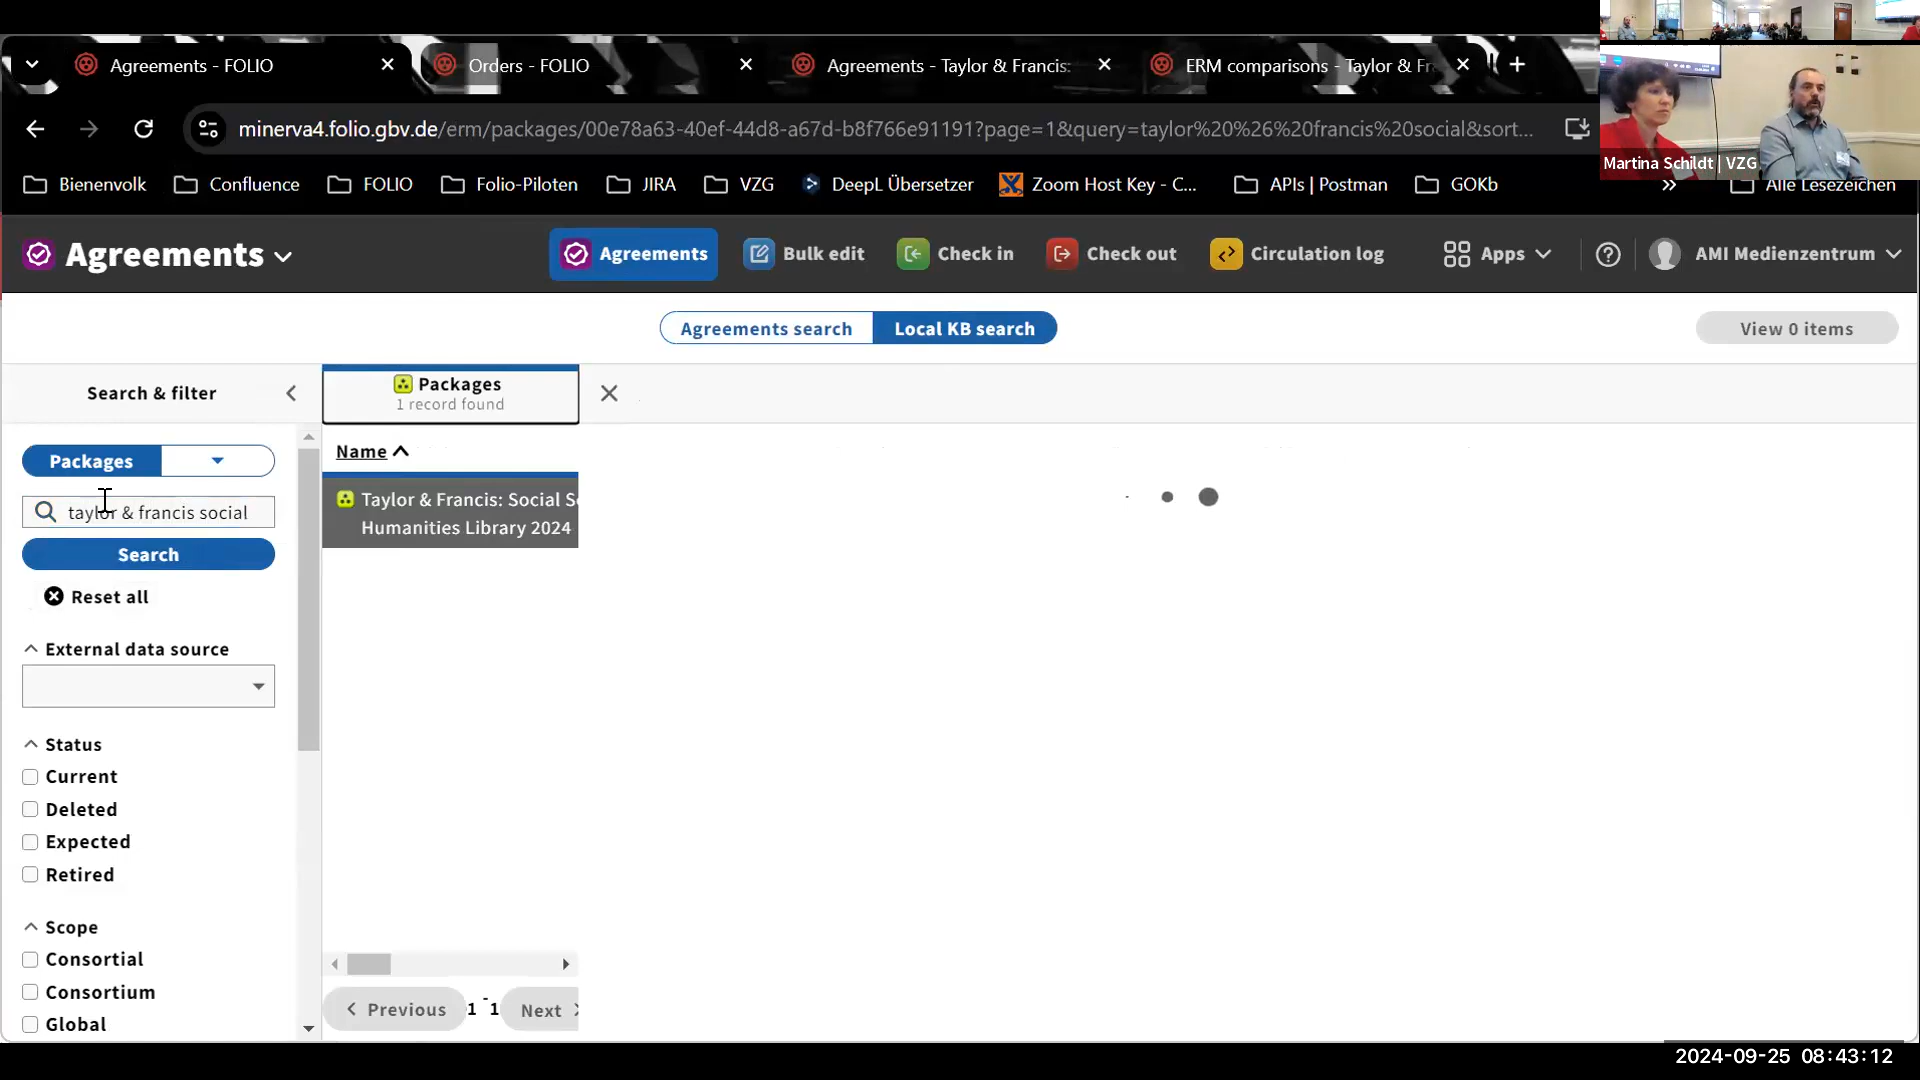 Agreements - FOLIO
Orders - FOLIO
Agreements - Taylor & Francis:
ERM comparisons - Taylor & Fr
minerva4.folio.gbv.de/erm/packages/00e78a63-40ef-44d8-a67d-b8f766e91191?page=1&query=taylor%20%26%20francis%20social&sort...
Martina Schildt | VZG
Bienenvolk
Confluence
FOLIO
Folio-Piloten
JIRA
VZG
DeepL Übersetzer
Zoom Host Key - C...
APIs | Postman
GOKb
»
Alle Lesezeichen
Agreements
Agreements
Bulk edit
Check in
Check out
Circulation log
Apps
AMI Medienzentrum
Agreements search
Local KB search
View 0 items
Search & filter
Packages
1 record found
Packages
Name
taylor & francis social
Taylor & Francis: Social S
Humanities Library 2024
Search
Reset all
External data source
Status
Current
Deleted
Expected
Retired
Scope
Consortial
Consortium
Global
Previous
1 - 1
Next
2024-09-25 08:43:12